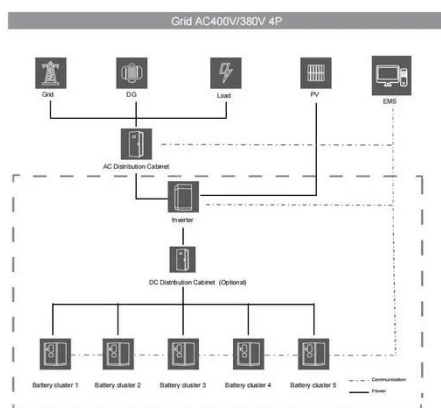 Grid AC400V/380V 4P
Grid
DG
Load
PV
EMS
AC Distribution Cabinet
Inverter
DC Distribution Cabinet (Optional)
Battery cluster 1
Battery cluster 2
Battery cluster 3
Battery cluster 4
Battery cluster 5
Communication
Power